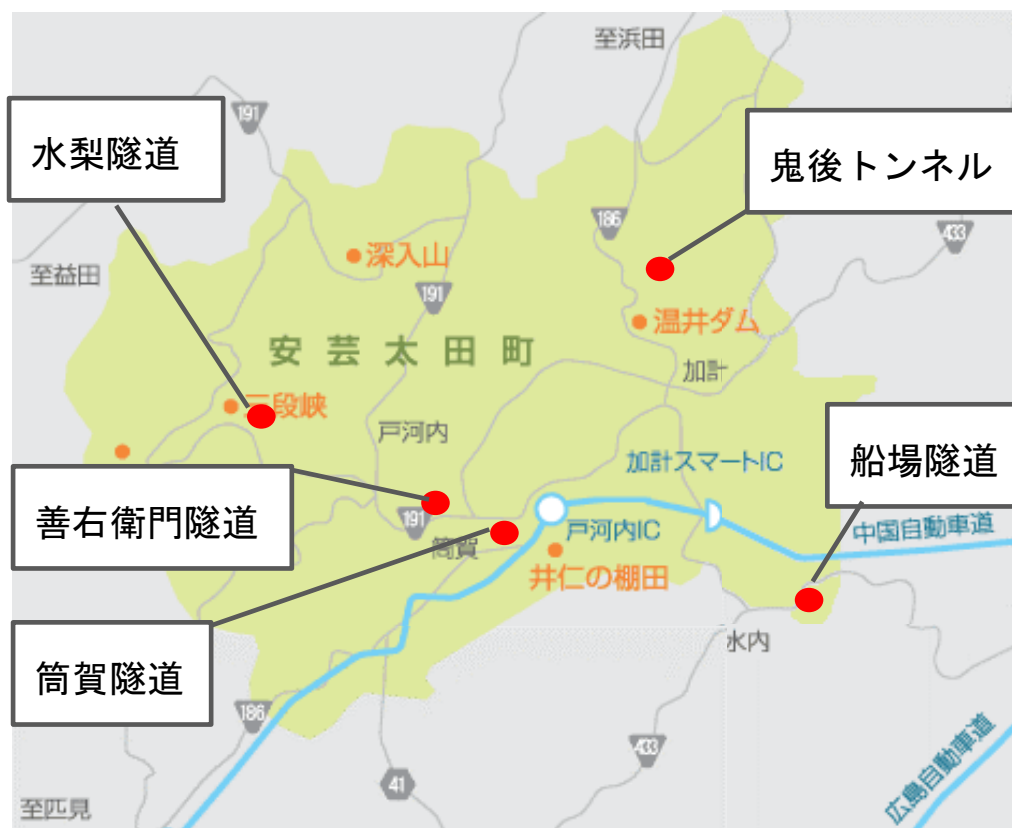 至浜田
191
水梨隧道
鬼後トンネル
186
433
深入山
至益田
191
温井ダム
安芸太田町
加計
三段峡
戸河内
船場隧道
加計スマートIC
善右衛門隧道
191
戸河内IC
中国自動車道
筒賀
井仁の棚田
水内
筒賀隧道
186
433
広島自動車道
41
至匹見